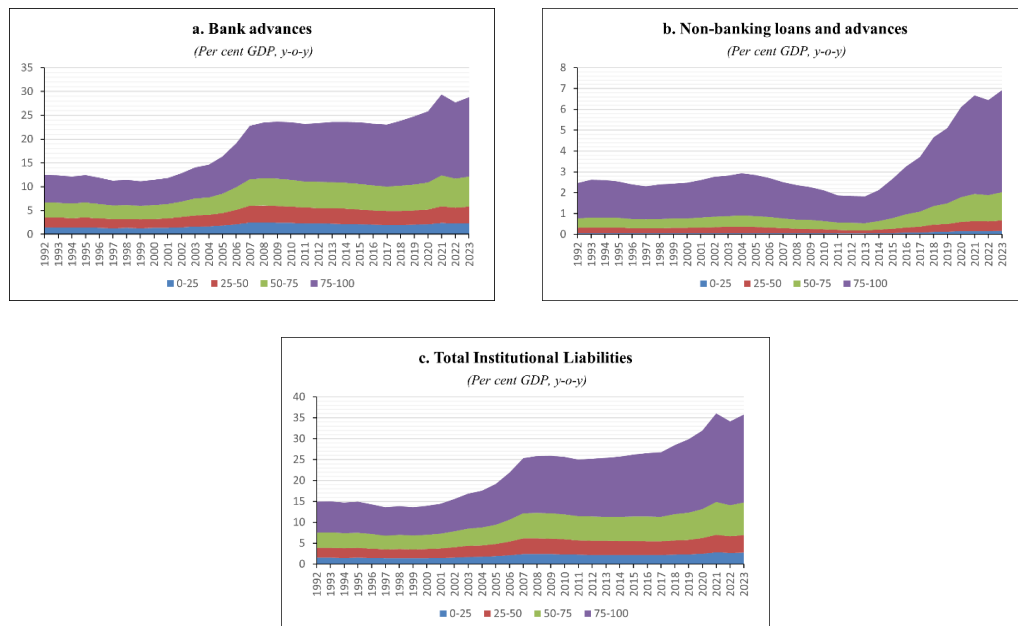 a. Bank advances
(Per cent GDP, y-o-y)
35
30
25
20
15
10
5
0
1992 1993 1994 1995 1996 1997 1998 1999 2000 2001 2002 2003 2004 2005 2006 2007 2008 2009 2010 2011 2012 2013 2014 2015 2016 2017 2018 2019 2020 2021 2022 2023
0-25 25-50 50-75 75-100
b. Non-banking loans and advances
(Per cent GDP, y-o-y)
8
7
6
5
4
3
2
1
0
1992 1993 1994 1995 1996 1997 1998 1999 2000 2001 2002 2003 2004 2005 2006 2007 2008 2009 2010 2011 2012 2013 2014 2015 2016 2017 2018 2019 2020 2021 2022 2023
0-25 25-50 50-75 75-100
c. Total Institutional Liabilities
(Per cent GDP, y-o-y)
40
35
30
25
20
15
10
5
0
1992 1993 1994 1995 1996 1997 1998 1999 2000 2001 2002 2003 2004 2005 2006 2007 2008 2009 2010 2011 2012 2013 2014 2015 2016 2017 2018 2019 2020 2021 2022 2023
0-25 25-50 50-75 75-100